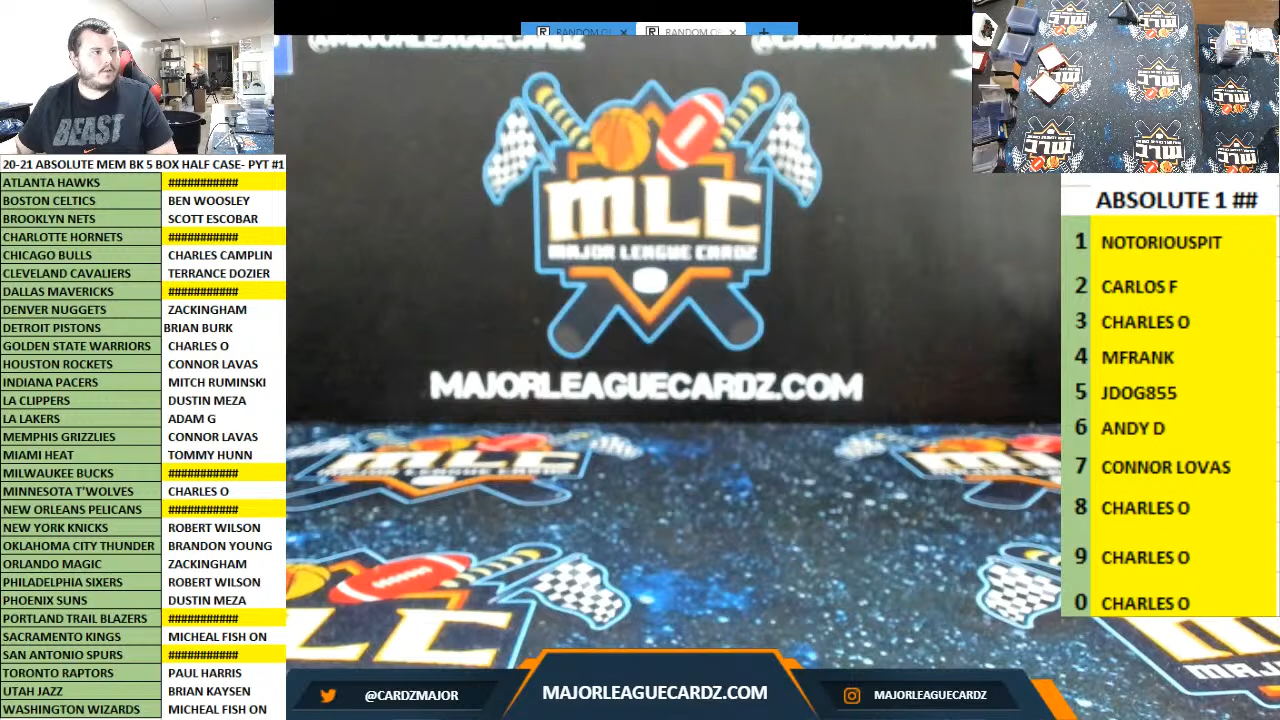 RANDOM
RANDOM
BEAST
20-21 ABSOLUTE MEM BK 5 BOX HALF CASE- PYT #1
ATLANTA HAWKS ###########
BOSTON CELTICS BEN WOOSLEY
BROOKLYN NETS SCOTT ESCOBAR
CHARLOTTE HORNETS ###########
CHICAGO BULLS CHARLES CAMPLIN
CLEVELAND CAVALIERS TERRANCE DOZIER
DALLAS MAVERICKS ###########
DENVER NUGGETS ZACKINGHAM
DETROIT PISTONS BRIAN BURK
GOLDEN STATE WARRIORS CHARLES O
HOUSTON ROCKETS CONNOR LAVAS
INDIANA PACERS MITCH RUMINSKI
LA CLIPPERS DUSTIN MEZA
LA LAKERS ADAM G
MEMPHIS GRIZZLIES CONNOR LAVAS
MIAMI HEAT TOMMY HUNN
MILWAUKEE BUCKS ###########
MINNESOTA T'WOLVES CHARLES O
NEW ORLEANS PELICANS ###########
NEW YORK KNICKS ROBERT WILSON
OKLAHOMA CITY THUNDER BRANDON YOUNG
ORLANDO MAGIC ZACKINGHAM
PHILADELPHIA SIXERS ROBERT WILSON
PHOENIX SUNS DUSTIN MEZA
PORTLAND TRAIL BLAZERS ###########
SACRAMENTO KINGS MICHEAL FISH ON
SAN ANTONIO SPURS ###########
TORONTO RAPTORS PAUL HARRIS
UTAH JAZZ BRIAN KAYSEN
WASHINGTON WIZARDS MICHEAL FISH ON
MLC
MAJOR LEAGUE CARDZ
MAJORLEAGUECARDZ.COM
ABSOLUTE 1 ##
1 NOTORIOUSPIT
2 CARLOS F
3 CHARLES O
4 MFRANK
5 JDOG855
6 ANDY D
7 CONNOR LOVAS
8 CHARLES O
9 CHARLES O
0 CHARLES O
@CARDZMAJOR
MAJORLEAGUECARDZ.COM
MAJORLEAGUECARDZ